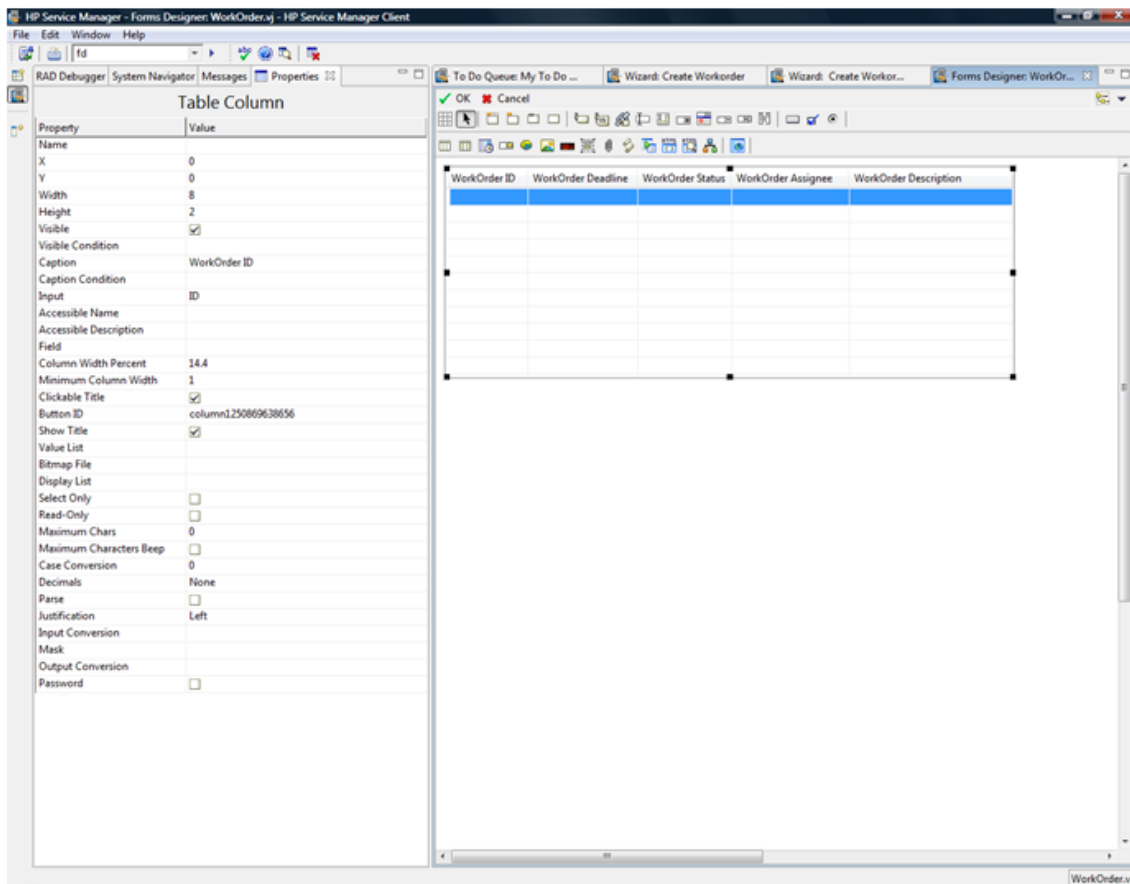 HP Service Manager - Forms Designer: WorkOrder.vj - HP Service Manager Client
File Edit Window Help
fd
RAD Debugger System Navigator Messages Properties
To Do Queue: My To Do ... Wizard: Create Workorder Wizard: Create Workor... Forms Designer: WorkOr...
Table Column
OK Cancel
Property Value
Name
X 0
Y 0
Width 8
Height 2
Visible
Visible Condition
Caption WorkOrder ID
Caption Condition
Input ID
Accessible Name
Accessible Description
Field
Column Width Percent 14.4
Minimum Column Width 1
Clickable Title
Button ID column1250869638656
Show Title
Value List
Bitmap File
Display List
Select Only
Read-Only
Maximum Chars 0
Maximum Characters Beep
Case Conversion 0
Decimals None
Parse
Justification Left
Input Conversion
Mask
Output Conversion
Password
WorkOrder ID WorkOrder Deadline WorkOrder Status WorkOrder Assignee WorkOrder Description
WorkOrder.v